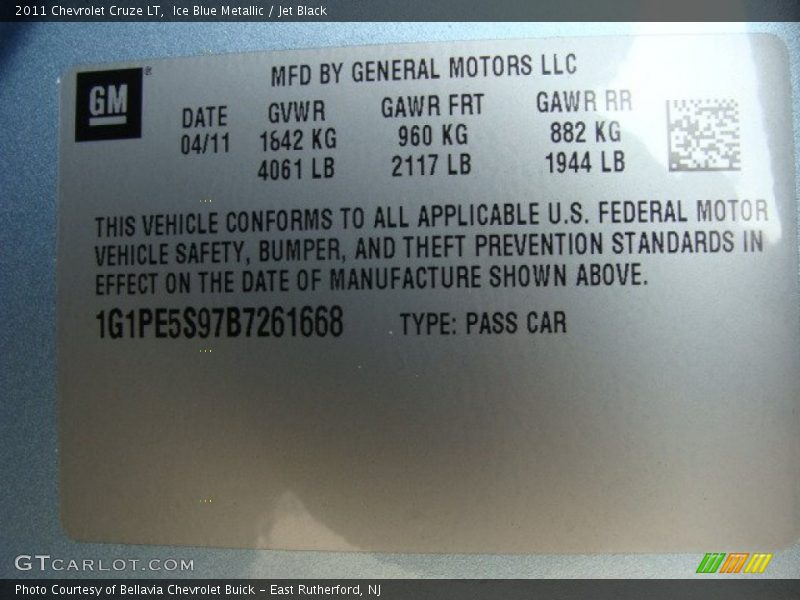 2011 Chevrolet Cruze LT,  Ice Blue Metallic / Jet Black
GM®
MFD BY GENERAL MOTORS LLC
DATE GVWR GAWR FRT GAWR RR
04/11 1842 KG 960 KG 882 KG
4061 LB 2117 LB 1944 LB
THIS VEHICLE CONFORMS TO ALL APPLICABLE U.S. FEDERAL MOTOR
VEHICLE SAFETY, BUMPER, AND THEFT PREVENTION STANDARDS IN
EFFECT ON THE DATE OF MANUFACTURE SHOWN ABOVE.
1G1PE5S97B7261668 TYPE: PASS CAR
GTCARLOT.COM
Photo Courtesy of Bellavia Chevrolet Buick – East Rutherford, NJ